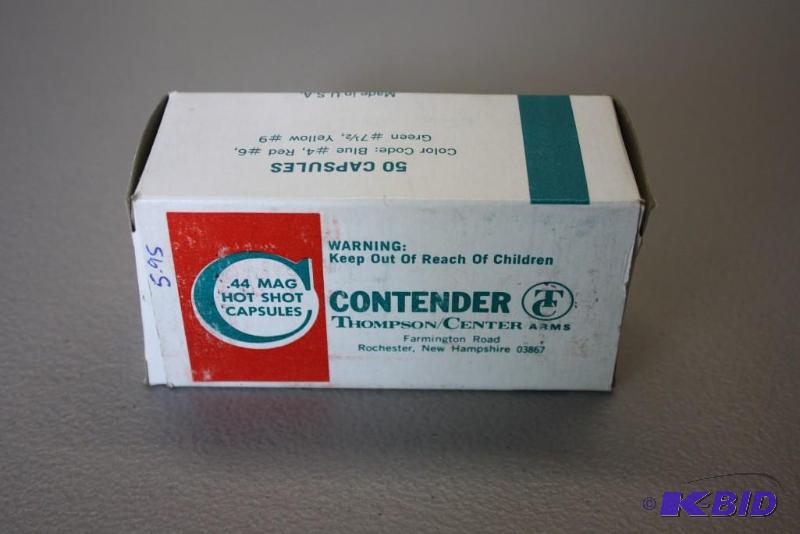 Made in U.S.A.
50 CAPSULES
Color Code: Blue #4, Red #6,
Green #7½, Yellow #9
5.95
.44 MAG
HOT SHOT
CAPSULES
WARNING:
Keep Out Of Reach Of Children
CONTENDER TC
THOMPSON/CENTER ARMS
Farmington Road
Rochester, New Hampshire 03867
© K-BID